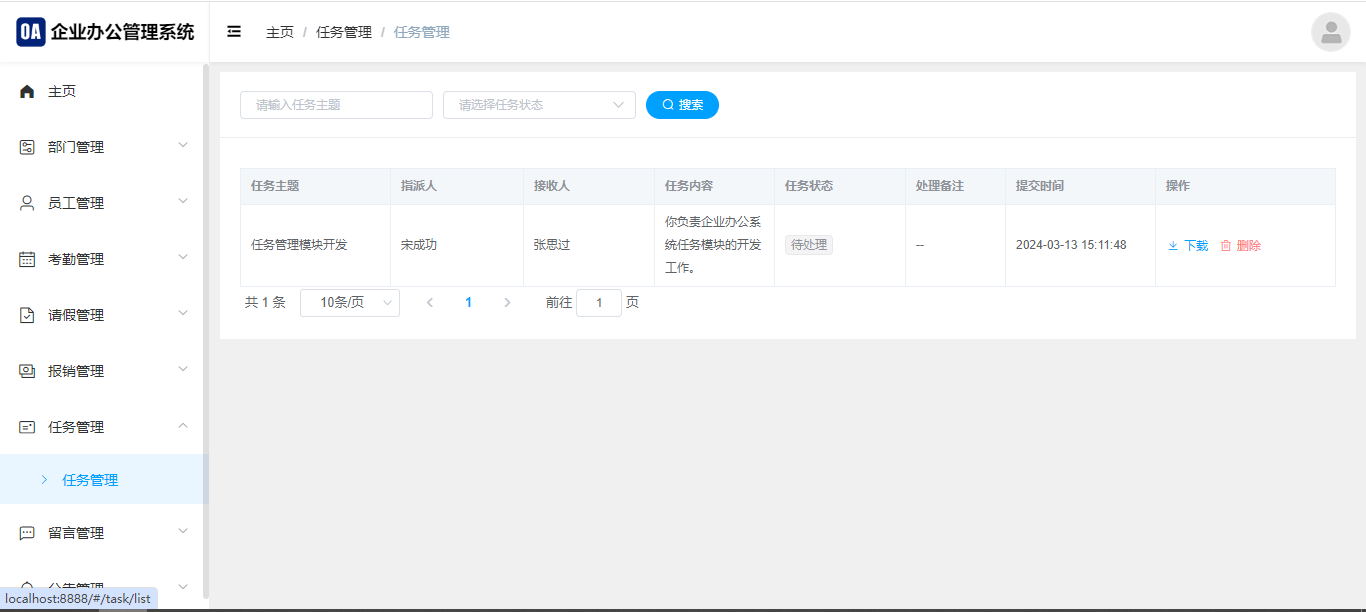 OA 企业办公管理系统
主页 / 任务管理 / 任务管理
主页
部门管理
员工管理
考勤管理
请假管理
报销管理
任务管理
任务管理
留言管理
公告管理
localhost:8888/#/task/list
请输入任务主题
请选择任务状态
搜索
任务主题 指派人 接收人 任务内容 任务状态 处理备注 提交时间 操作
你负责企业办公系
任务管理模块开发 宋成功 张思过 统任务模块的开发 待处理 -- 2024-03-13 15:11:48 下载 删除
工作。
共 1 条 10条/页 1 前往 1 页